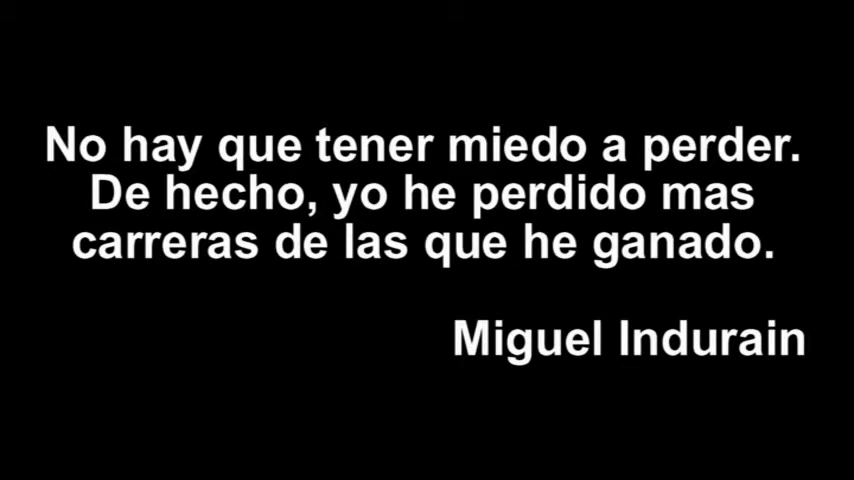 No hay que tener miedo a perder.
De hecho, yo he perdido mas
carreras de las que he ganado.
Miguel Indurain